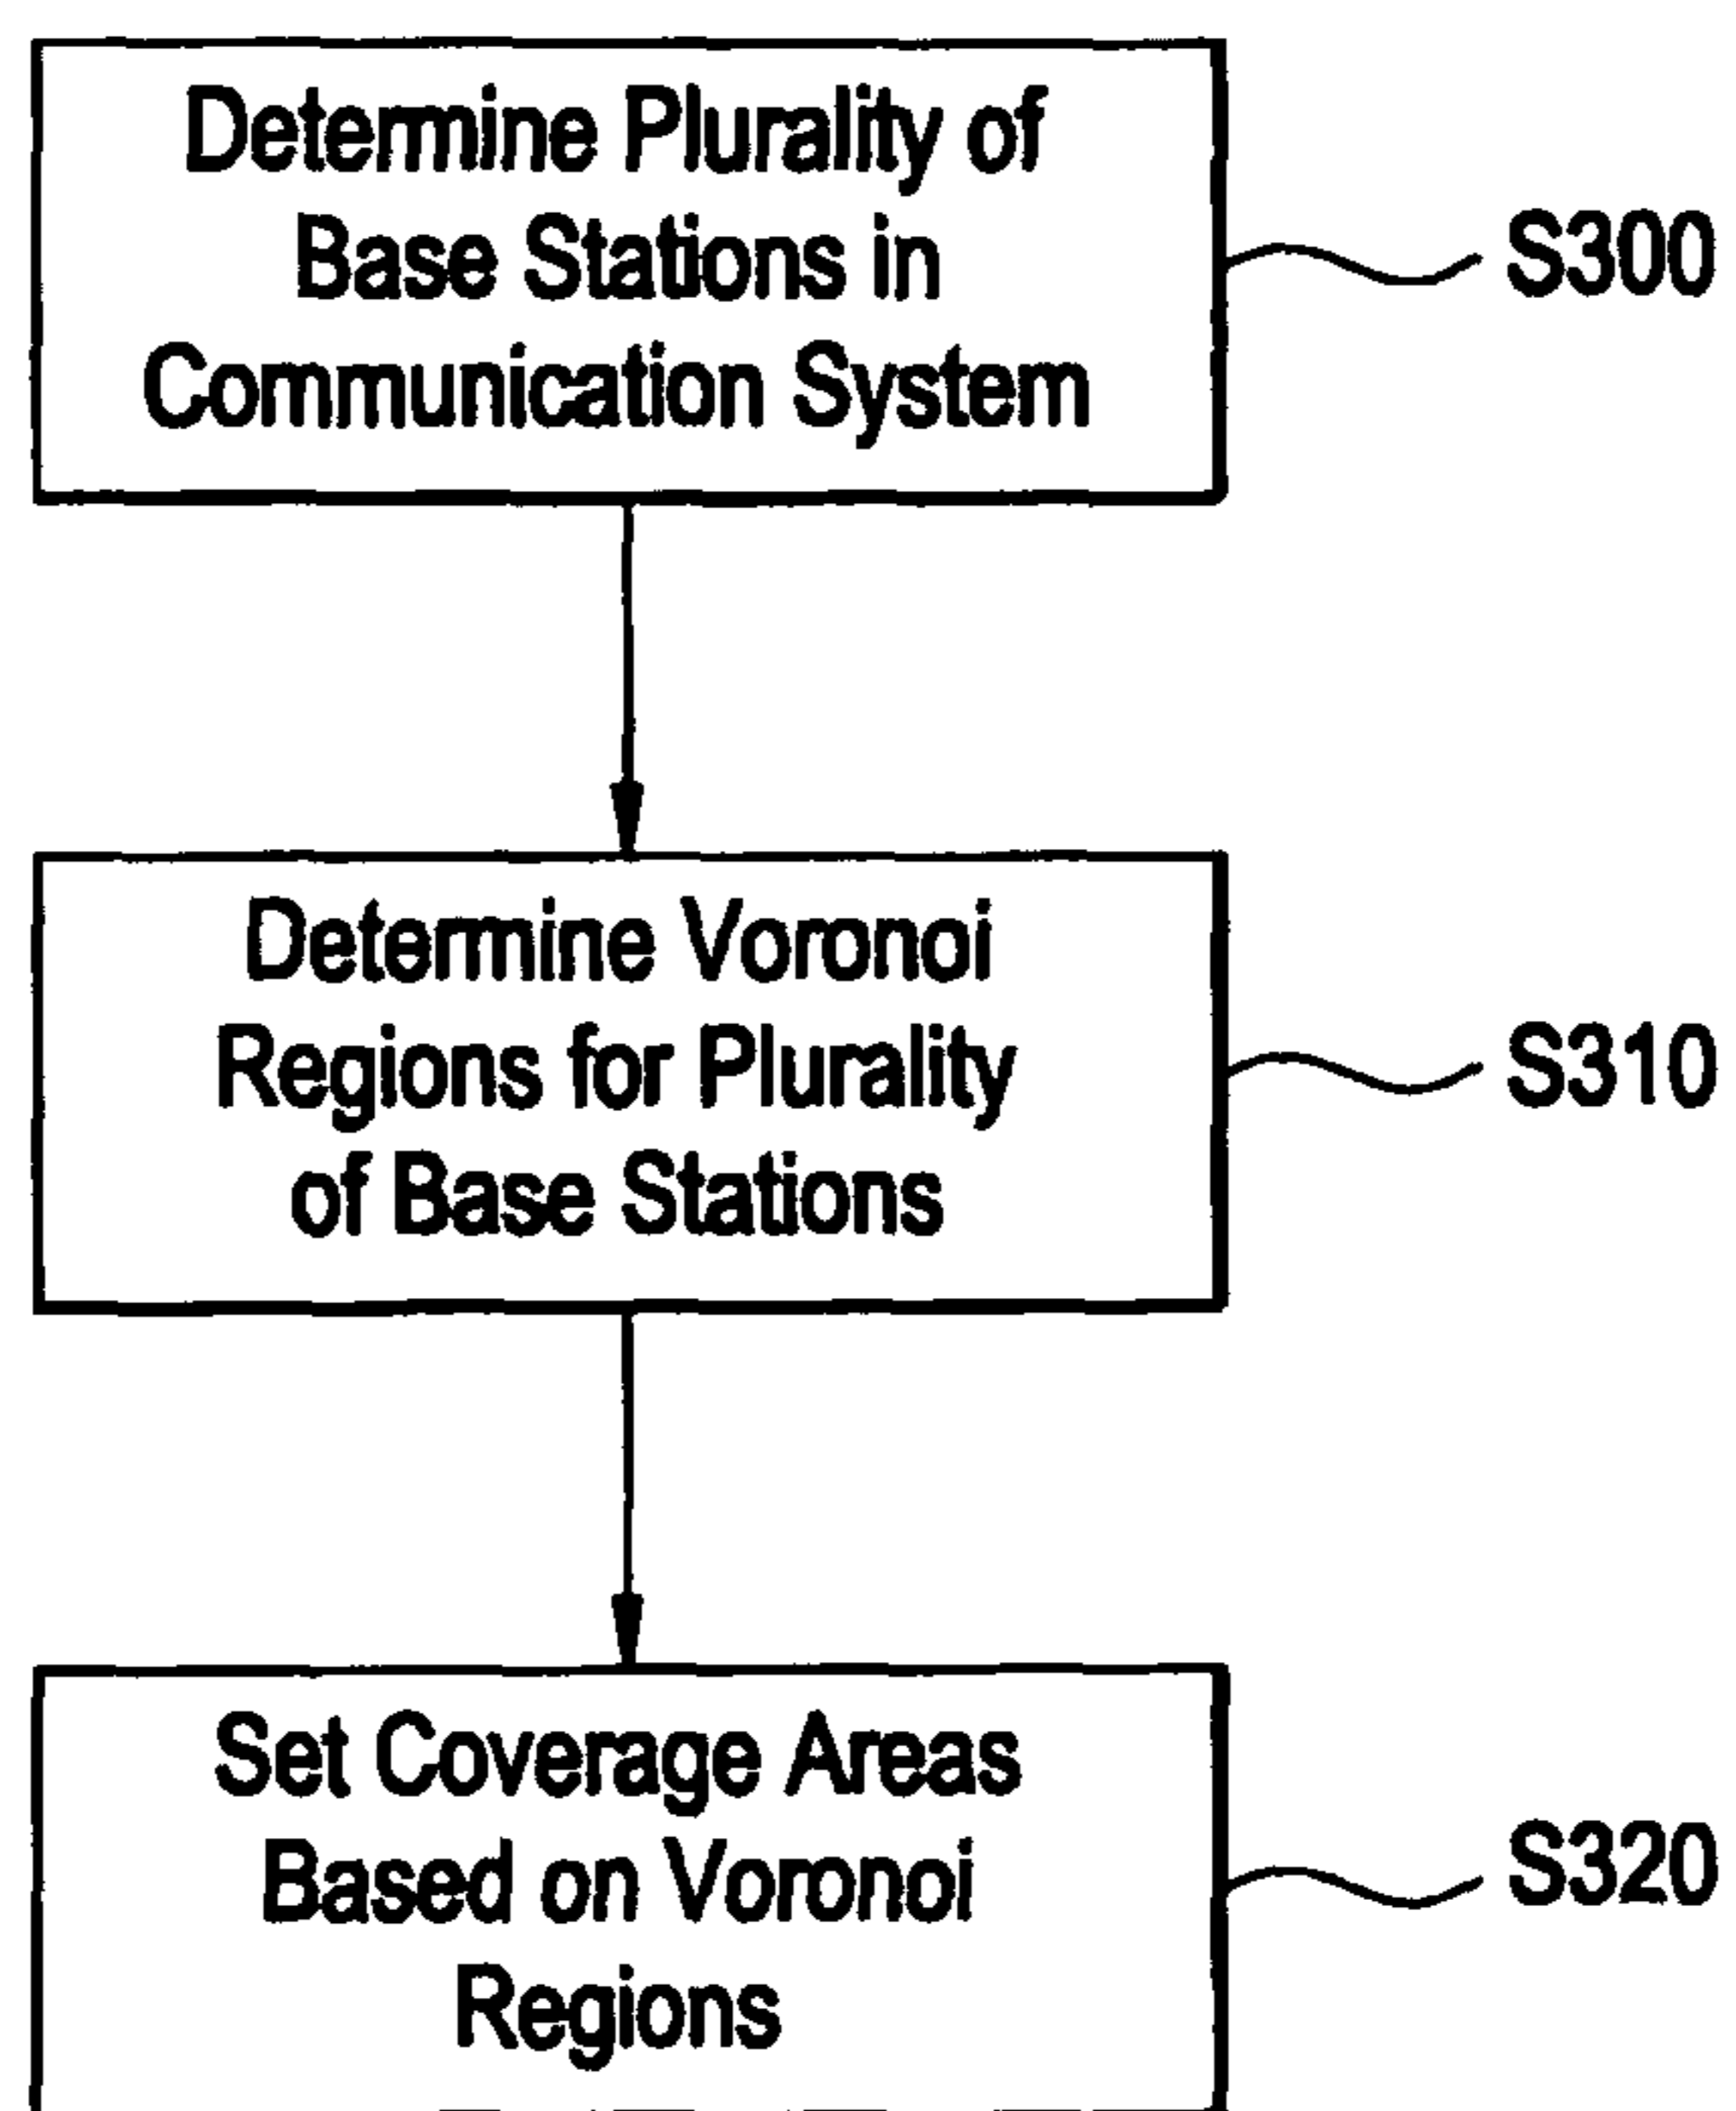 Determine Plurality of
Base Stations in
Communication System
S300
Determine Voronoi
Regions for Plurality
of Base Stations
S310
Set Coverage Areas
Based on Voronoi
Regions
S320